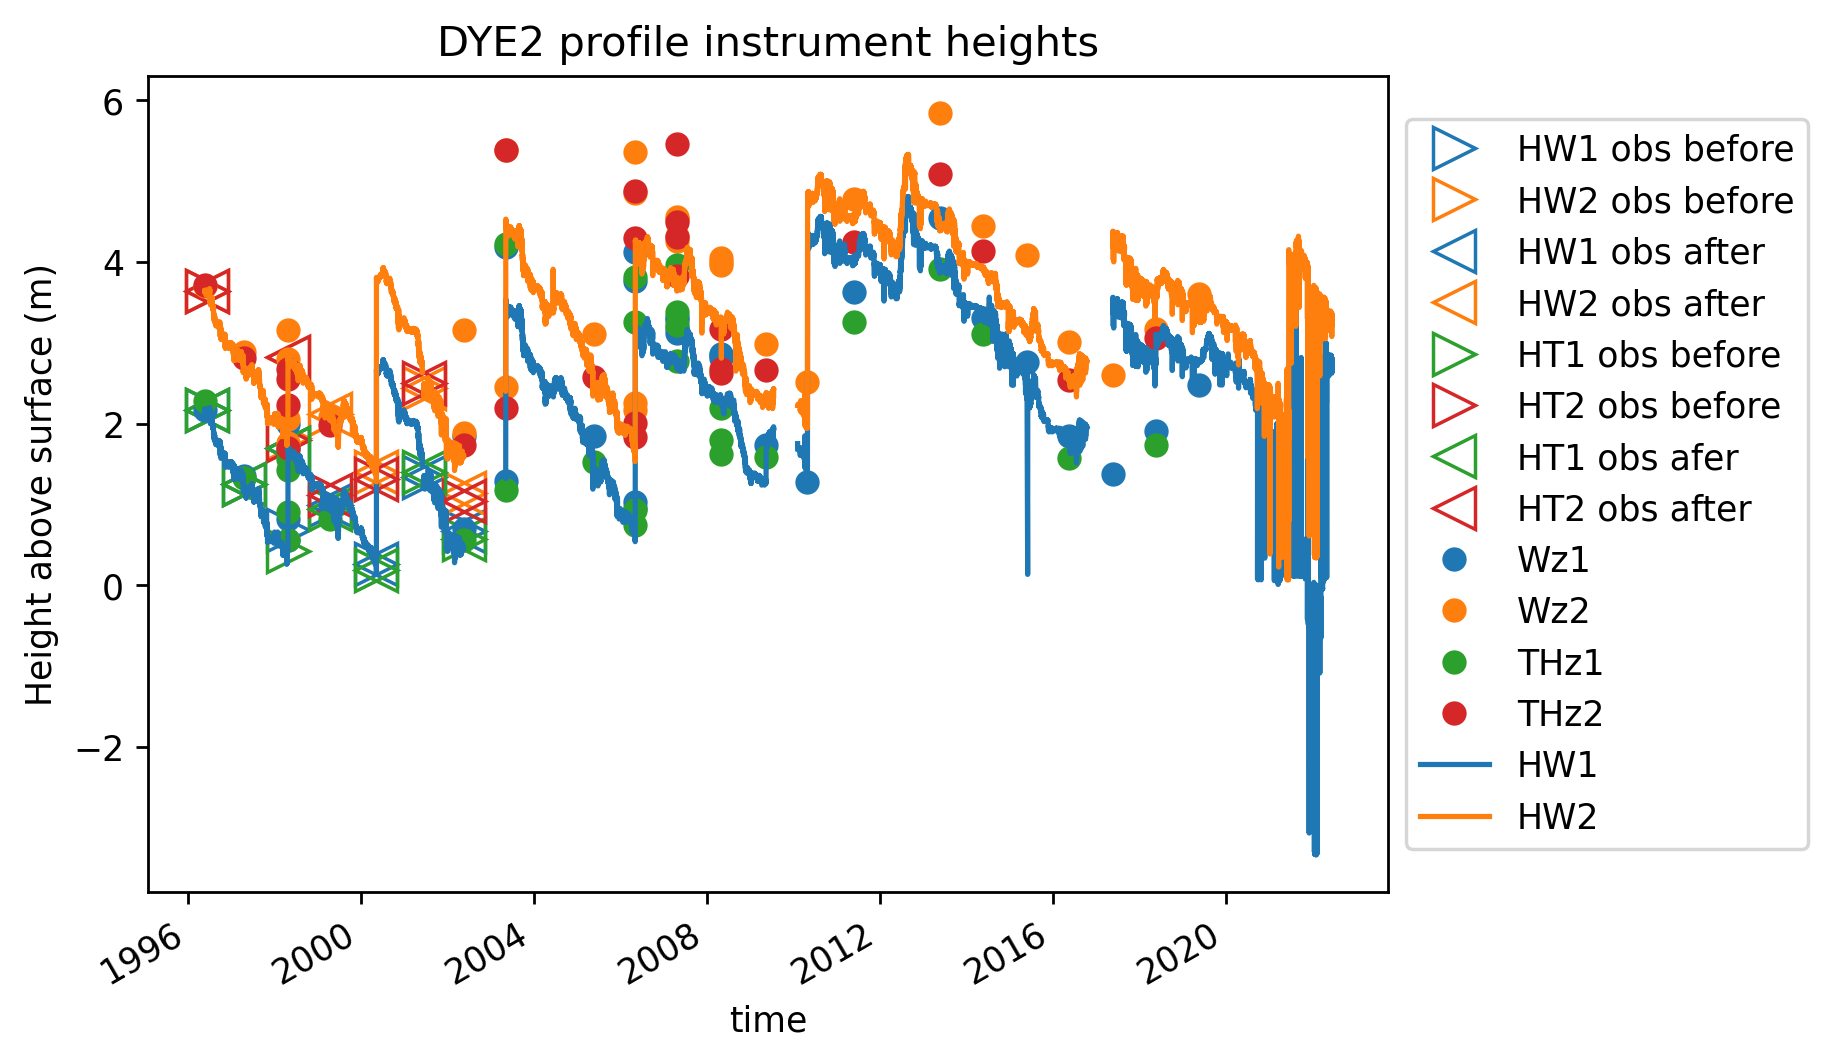 DYE2 profile instrument heights
Height above surface (m)
6
4
2
0
−2
1996
2000
2004
2008
2012
2016
2020
time
HW1 obs before
HW2 obs before
HW1 obs after
HW2 obs after
HT1 obs before
HT2 obs before
HT1 obs afer
HT2 obs after
Wz1
Wz2
THz1
THz2
HW1
HW2